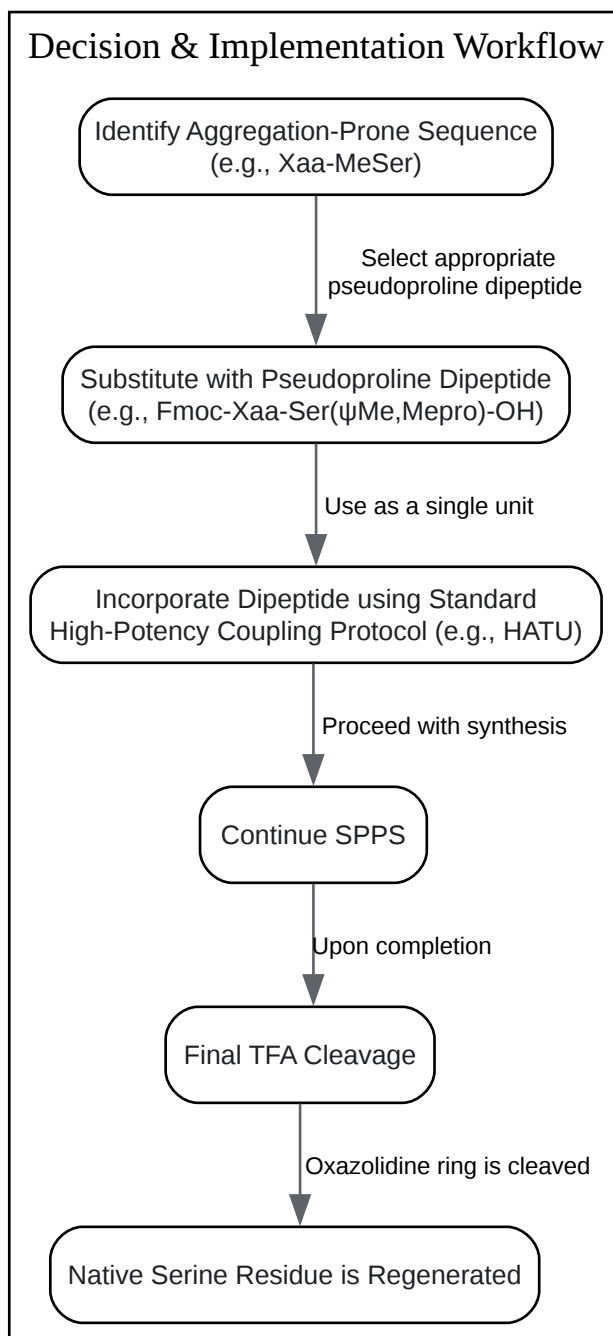 Decision & Implementation Workflow
Identify Aggregation-Prone Sequence
(e.g., Xaa-MeSer)
Select appropriate
pseudoproline dipeptide
Substitute with Pseudoproline Dipeptide
(e.g., Fmoc-Xaa-Ser(ψMe,Mepro)-OH)
Use as a single unit
Incorporate Dipeptide using Standard
High-Potency Coupling Protocol (e.g., HATU)
Proceed with synthesis
Continue SPPS
Upon completion
Final TFA Cleavage
Oxazolidine ring is cleaved
Native Serine Residue is Regenerated